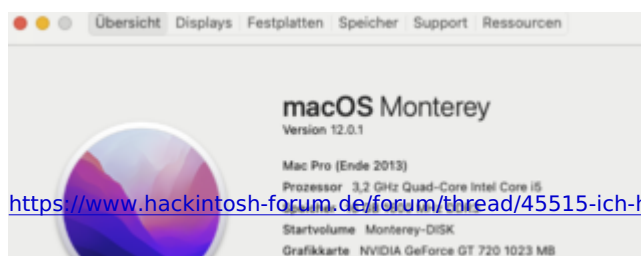 Übersicht Displays Festplatten Speicher Support Ressourcen
macOS Monterey
Version 12.0.1
Mac Pro (Ende 2013)
Prozessor 3,2 GHz Quad-Core Intel Core i5
https://www.hackintosh-forum.de/forum/thread/45515-ich-h
Startvolume Monterey-DISK
Grafikkarte NVIDIA GeForce GT 720 1023 MB